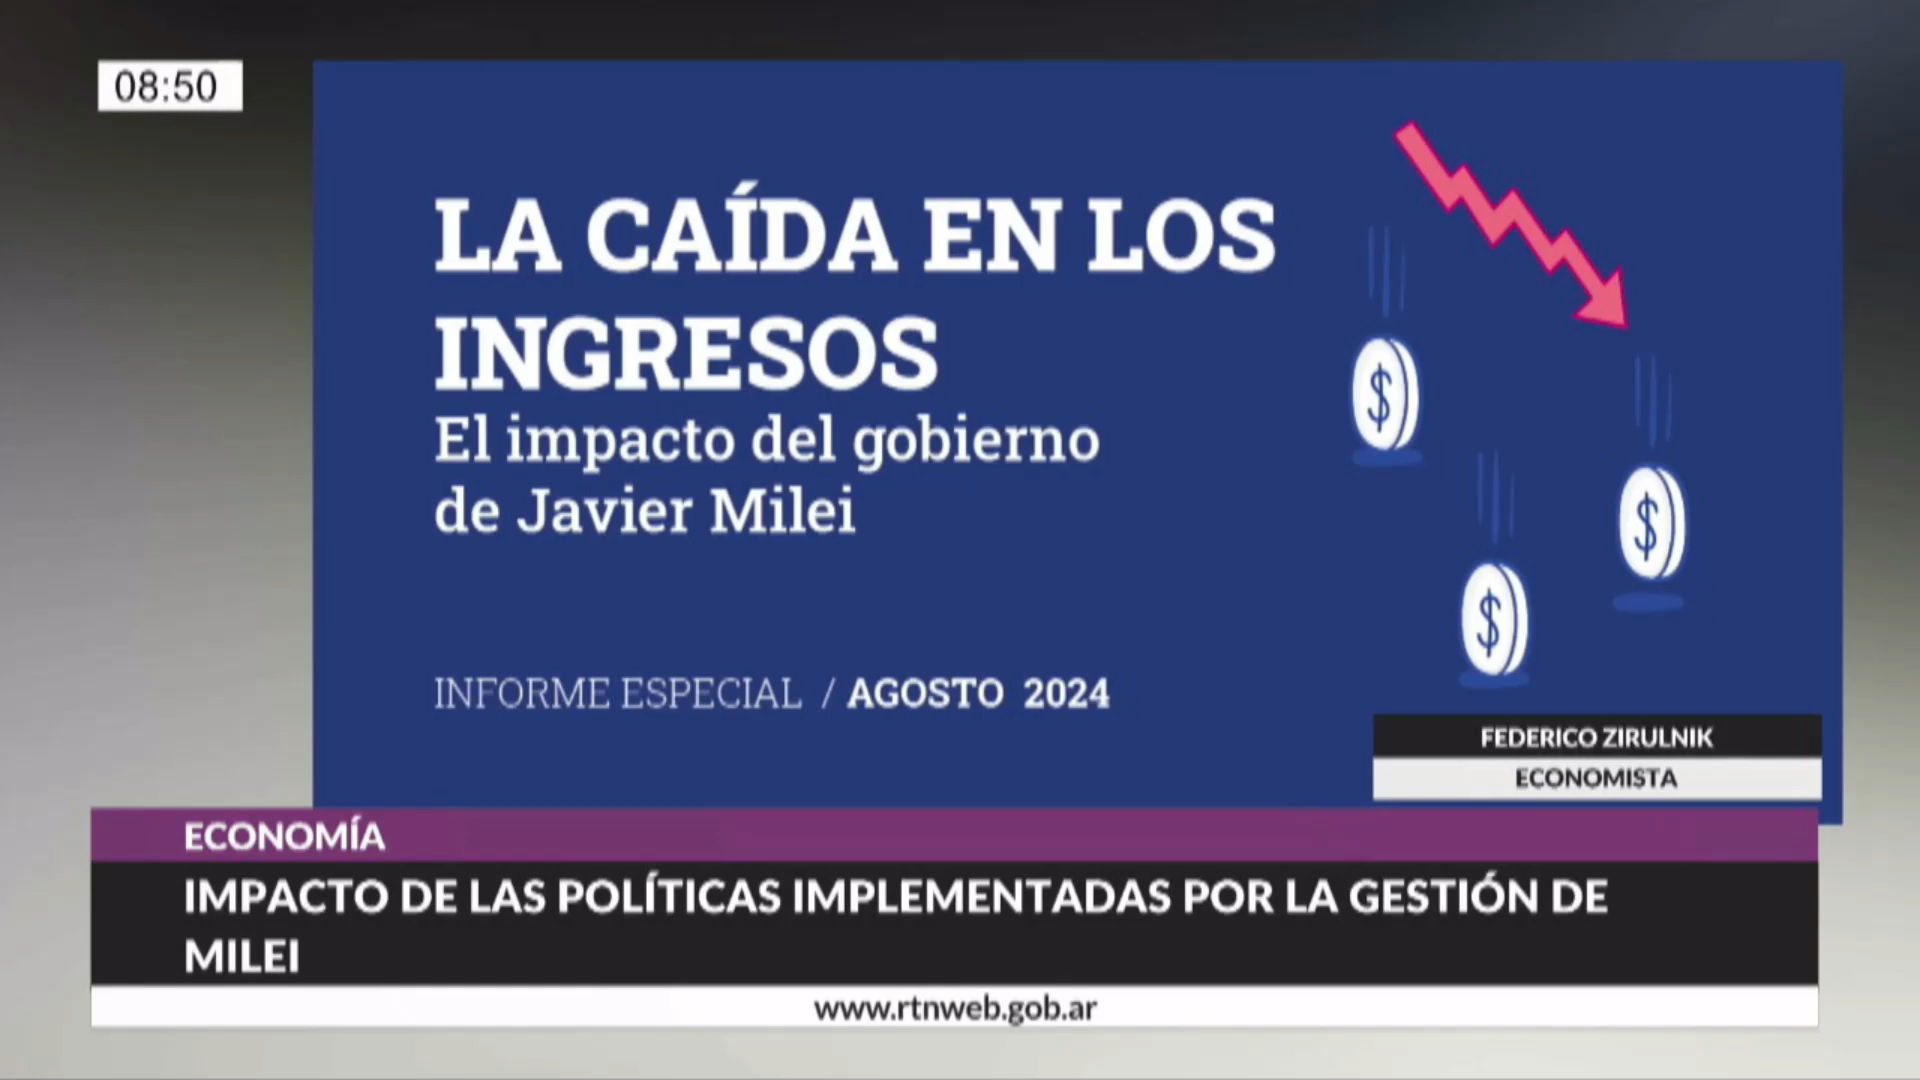 08:50
LA CAÍDA EN LOS
INGRESOS
El impacto del gobierno
de Javier Milei
$
$
$
INFORME ESPECIAL / AGOSTO 2024
FEDERICO ZIRULNIK
ECONOMISTA
ECONOMÍA
IMPACTO DE LAS POLÍTICAS IMPLEMENTADAS POR LA GESTIÓN DE
MILEI
www.rtnweb.gob.ar